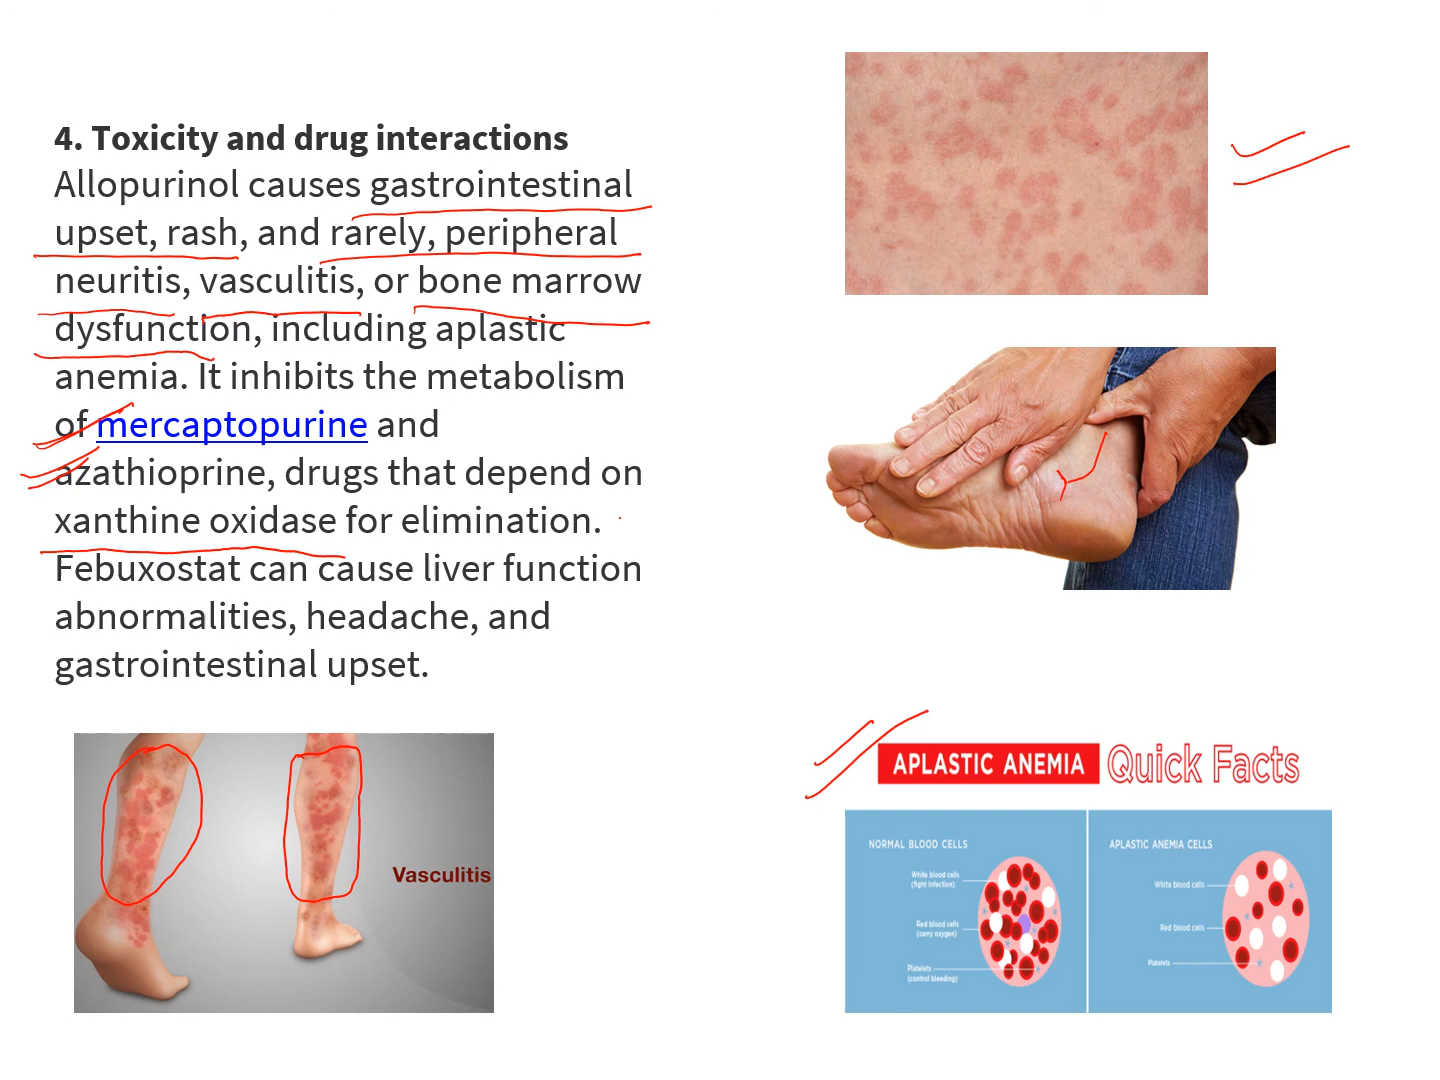 4. Toxicity and drug interactions
Allopurinol causes gastrointestinal
upset, rash, and rarely, peripheral
neuritis, vasculitis, or bone marrow
dysfunction, including aplastic
anemia. It inhibits the metabolism
of mercaptopurine and
azathioprine, drugs that depend on
xanthine oxidase for elimination.
Febuxostat can cause liver function
abnormalities, headache, and
gastrointestinal upset.
Vasculitis
APLASTIC ANEMIA Quick Facts
NORMAL BLOOD CELLS
White blood cells
(fight infection)
Red blood cells
(carry oxygen)
Platelets
(control bleeding)
APLASTIC ANEMIA CELLS
White blood cells
Red blood cells
Platelets